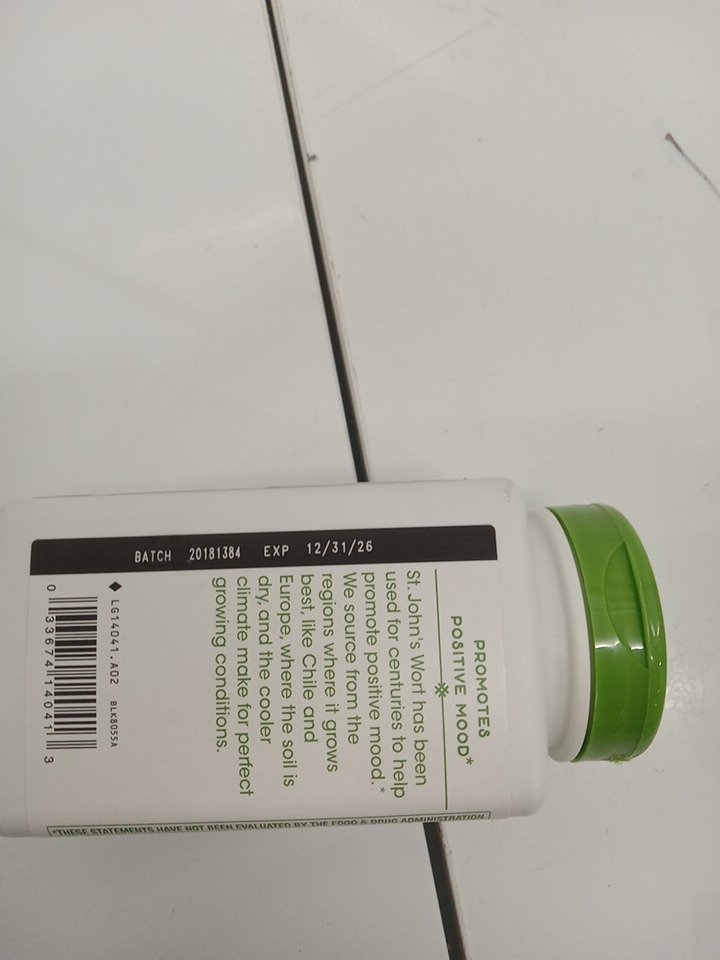 BATCH 20181384 EXP 12/31/26
PROMOTES
POSITIVE MOOD*
St. John's Wort has been
used for centuries to help
promote positive mood.*
We source from the
regions where it grows
best, like Chile and
Europe, where the soil is
dry, and the cooler
climate make for perfect
growing conditions.
LG14041.A02 BLK8055A
0 33674 14041 3
*THESE STATEMENTS HAVE NOT BEEN EVALUATED BY THE FOOD & DRUG ADMINISTRATION